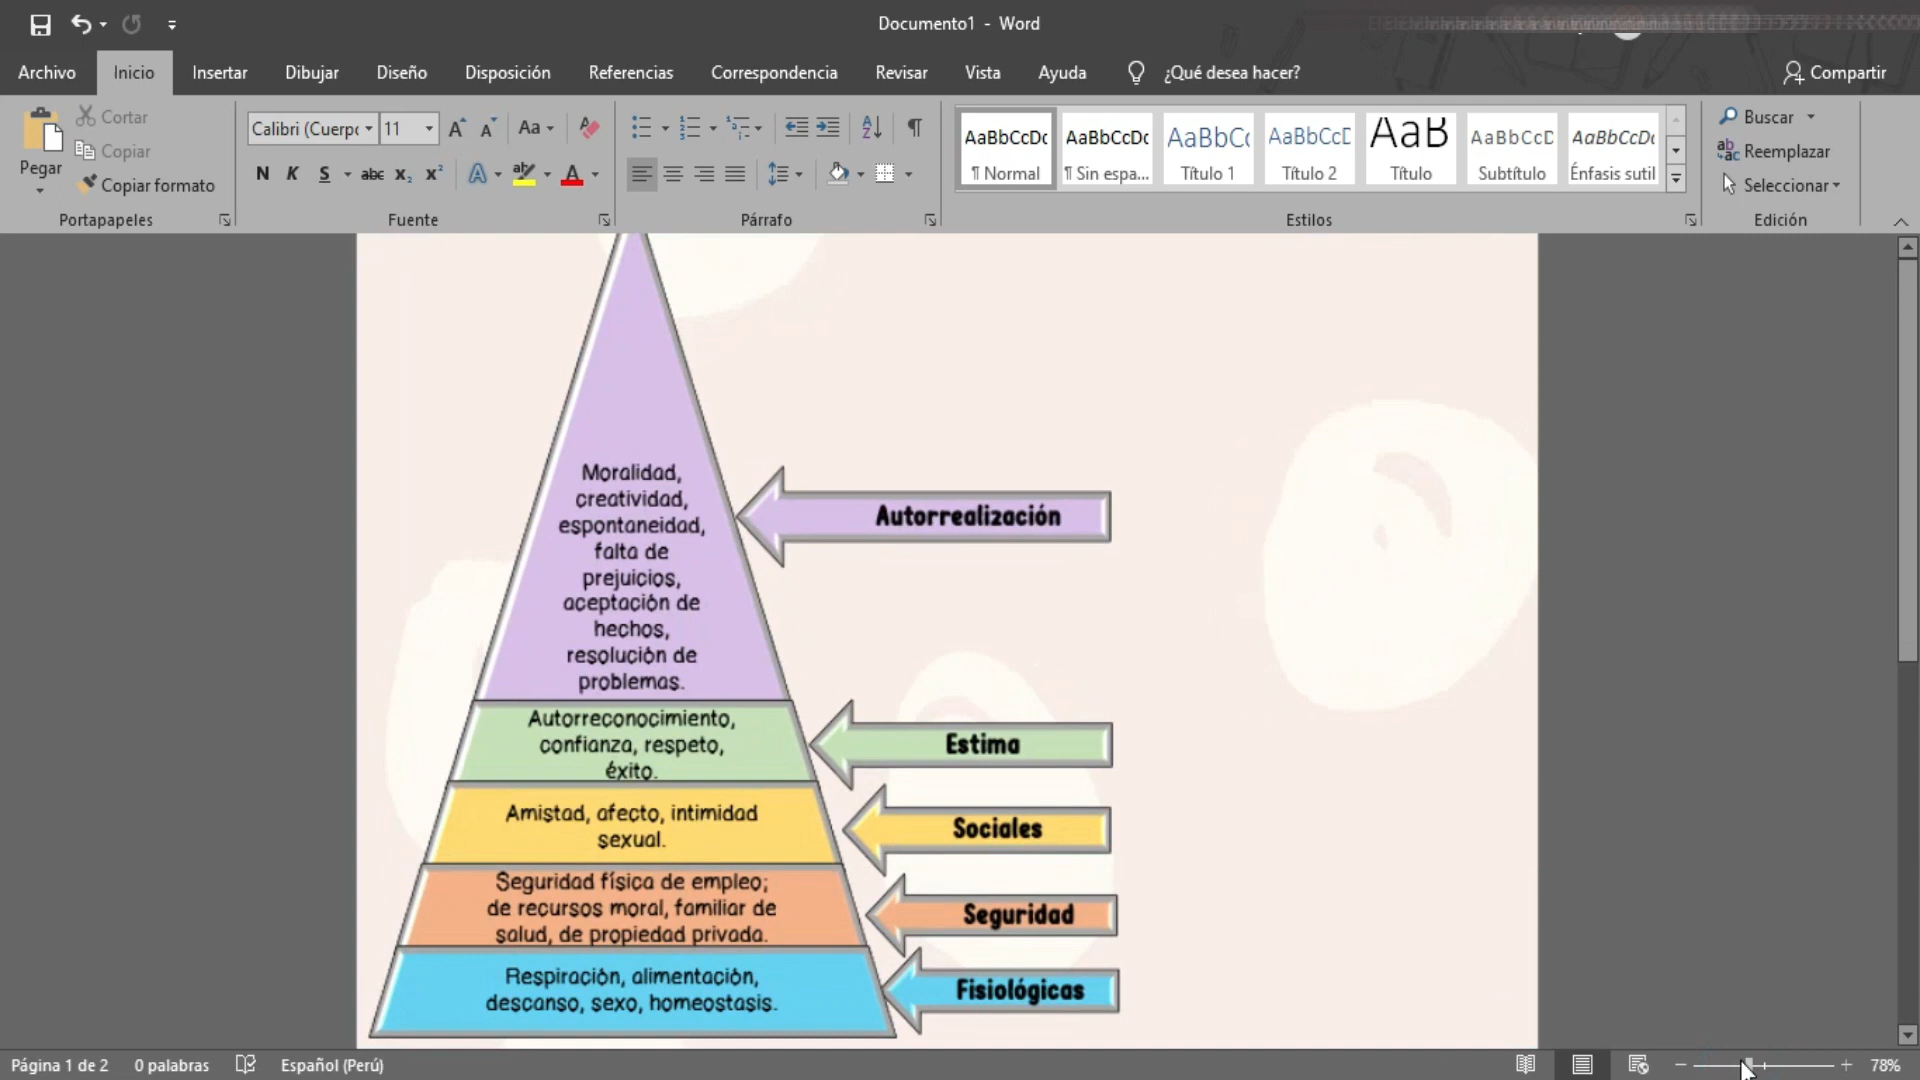 Documento1 - Word
Archivo Inicio Insertar Dibujar Diseño Disposición Referencias Correspondencia Revisar Vista Ayuda ¿Qué desea hacer? Compartir
Pegar
Cortar
Copiar
Copiar formato
Portapapeles
Calibri (Cuerpo 11 Aa
N K S abc x₂ x² A aby A
Fuente
Párrafo
AaBbCcDc AaBbCcDc AaBbCc AaBbCcD AaB AaBbCcD AaBbCcDc
¶ Normal ¶ Sin espa... Título 1 Título 2 Título Subtítulo Énfasis sutil
Estilos
Buscar
Reemplazar
Seleccionar
Edición
Moralidad,
creatividad,
espontaneidad,
falta de
prejuicios,
aceptación de
hechos,
resolución de
problemas.
Autorrealización
Autorreconocimiento,
confianza, respeto,
éxito.
Estima
Amistad, afecto, intimidad
sexual.
Sociales
Seguridad física de empleo;
de recursos moral, familiar de
salud, de propiedad privada.
Seguridad
Respiración, alimentación,
descanso, sexo, homeostasis.
Fisiológicas
Página 1 de 2 0 palabras Español (Perú) 78%